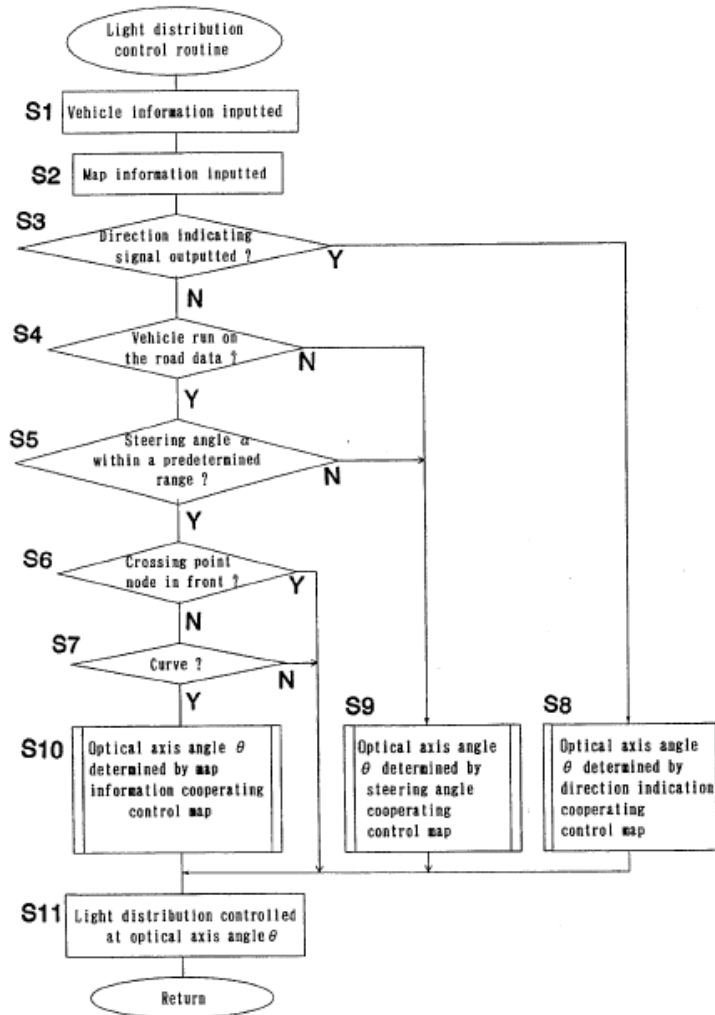 Light distribution
control routine
S1
Vehicle information inputted
S2
Map information inputted
S3
Direction indicating
signal outputted ?
Y
N
S4
Vehicle run on
the road data ?
N
Y
S5
Steering angle α
within a predetermined
range ?
N
Y
S6
Crossing point
node in front ?
Y
N
S7
Curve ?
N
Y
S10
Optical axis angle θ
determined by map
information cooperating
control map
S9
Optical axis angle
θ determined by
steering angle
cooperating
control map
S8
Optical axis angle
θ determined by
direction indication
cooperating
control map
S11
Light distribution controlled
at optical axis angle θ
Return